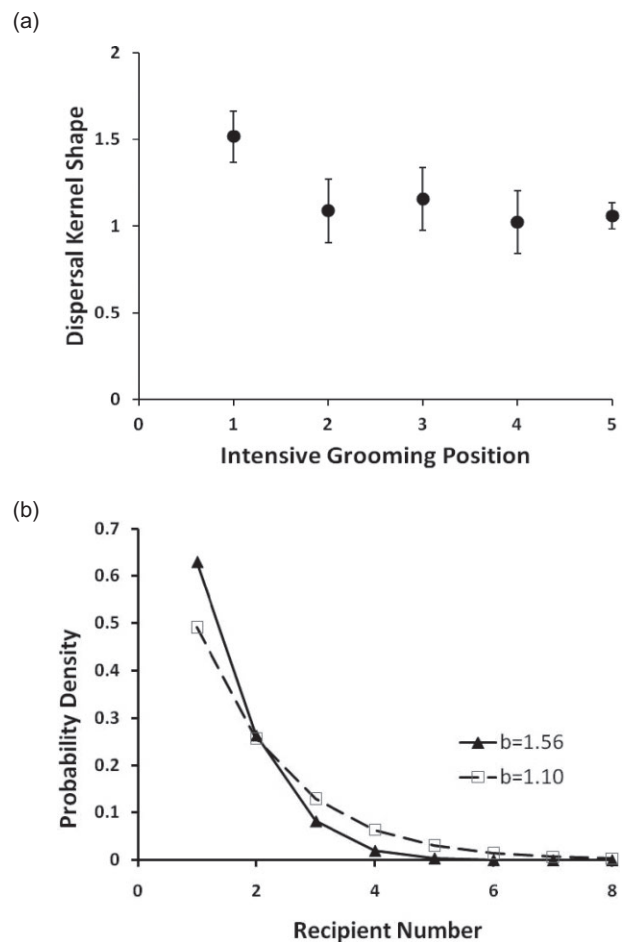 (a)
2
1.5
1
0.5
0
0 1 2 3 4 5
Dispersal Kernel Shape
Intensive Grooming Position
(b)
0.7
0.6
0.5
0.4
0.3
0.2
0.1
0
0 2 4 6 8
Probability Density
b=1.56
b=1.10
Recipient Number